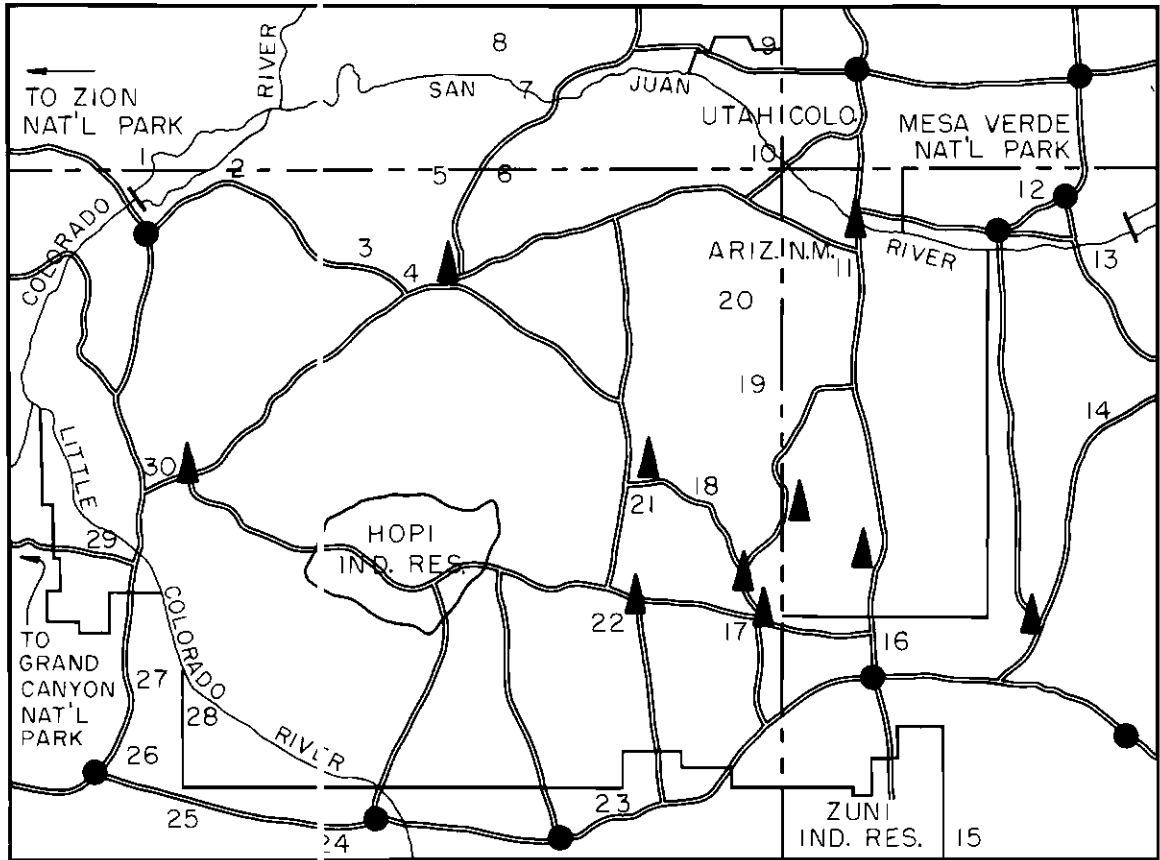 8
9
RIVER
SAN
7
JUAN
TO ZION
NAT'L PARK
UTAH COLO.
MESA VERDE
NAT'L PARK
1
2
5
6
10
12
COLORADO
3
4
ARIZ. N.M.
11
RIVER
13
20
19
14
LITTLE
30
21
18
HOPI
IND. RES.
29
COLORADO
22
17
16
TO
GRAND
CANYON
NAT'L
PARK
27
28
RIVER
26
25
24
23
ZUNI
IND. RES.
15